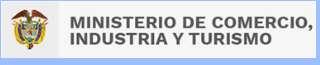 MINISTERIO DE COMERCIO,
INDUSTRIA Y TURISMO